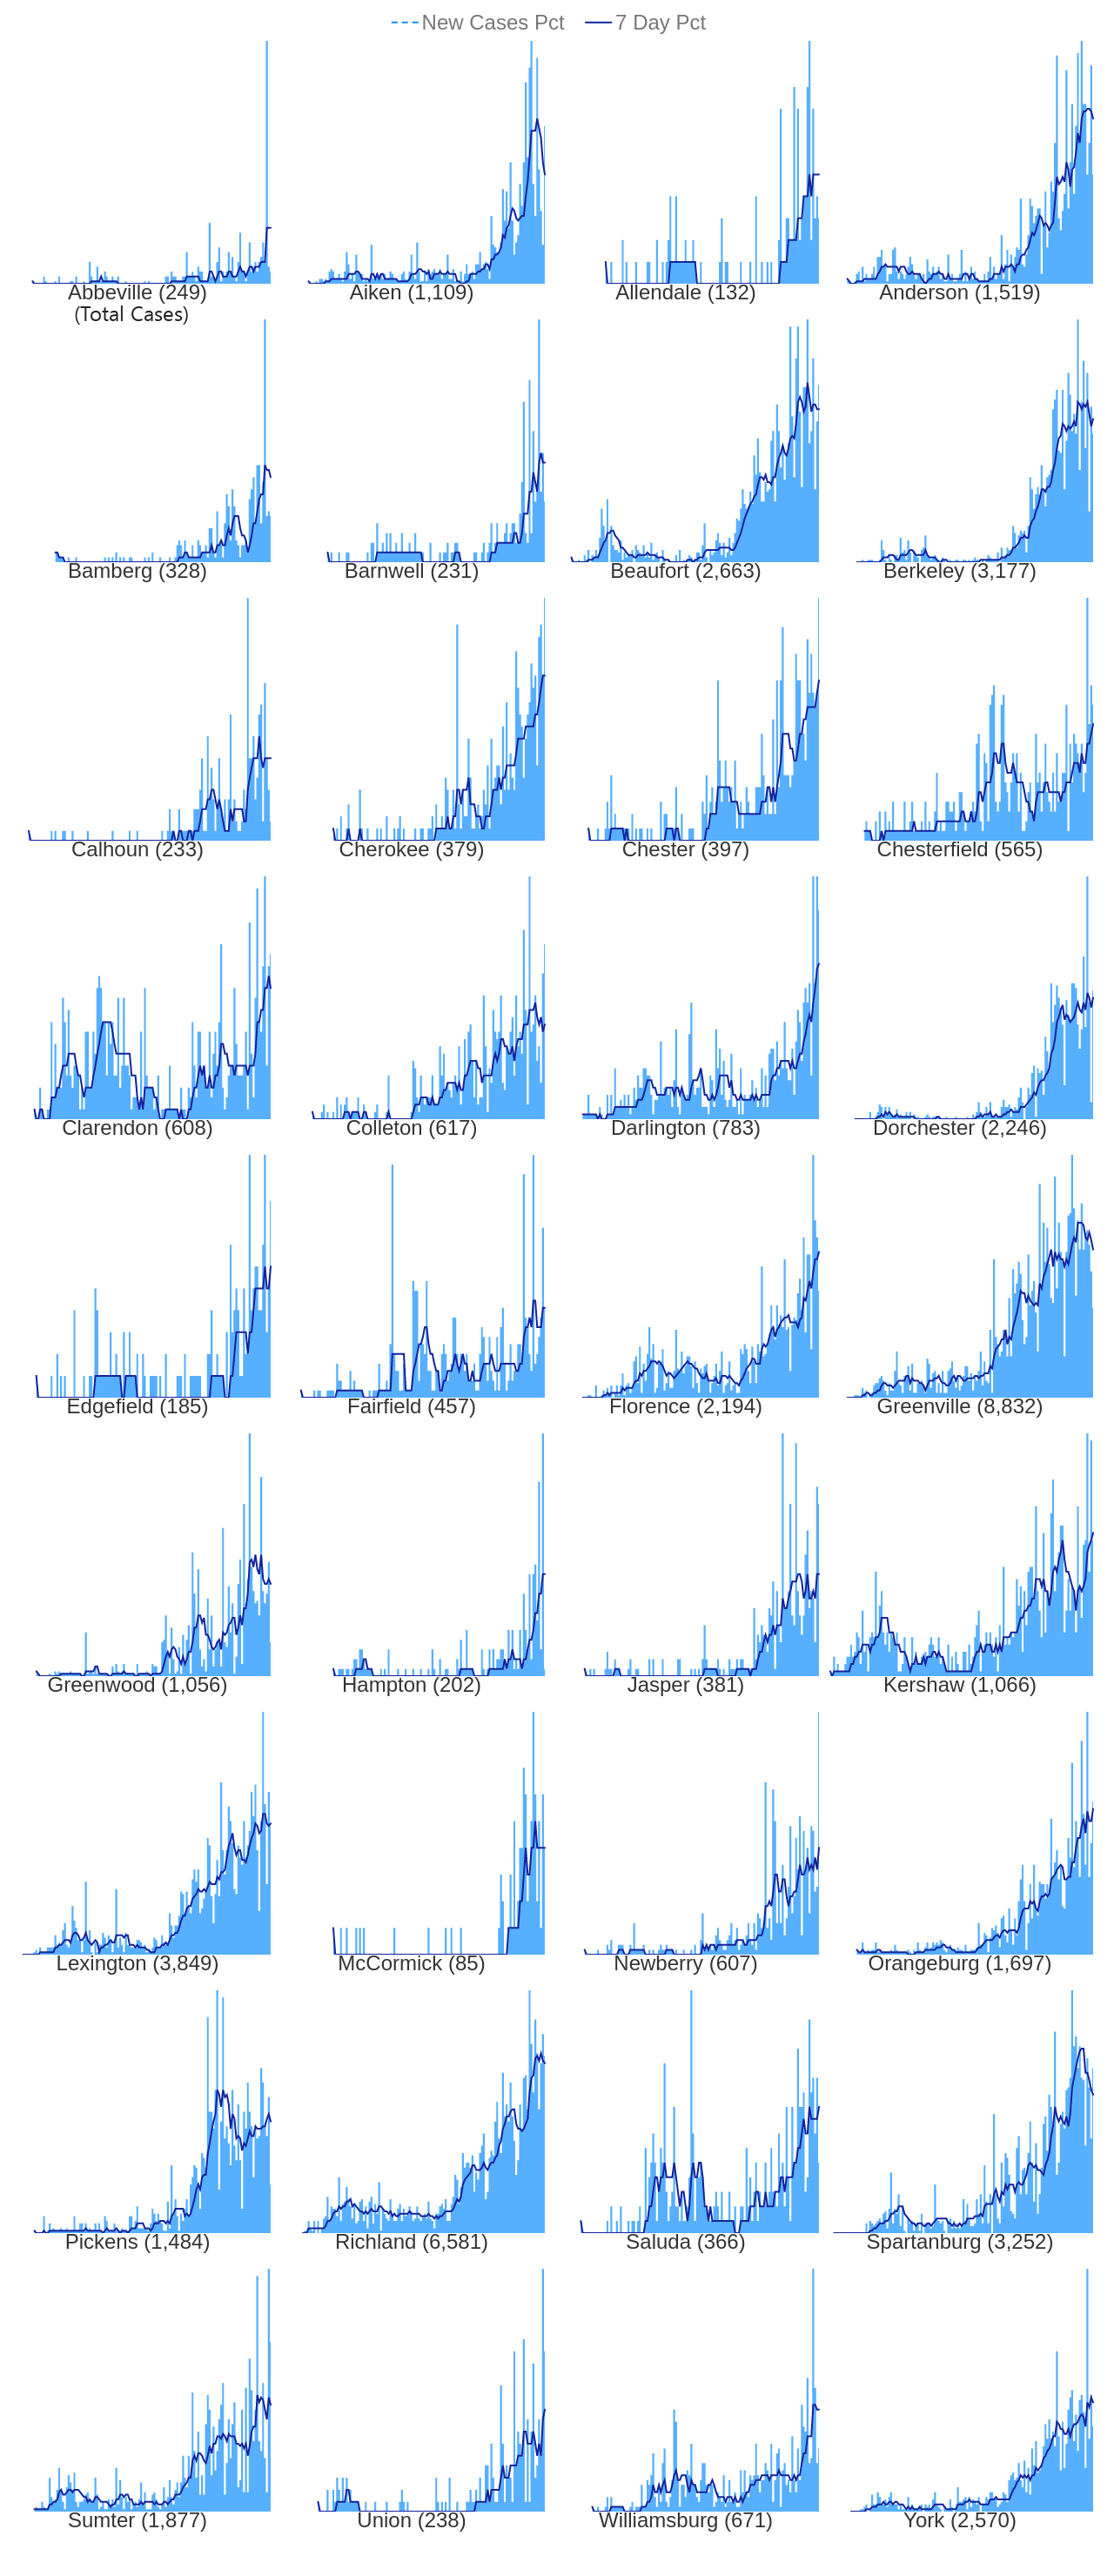 New Cases Pct 7 Day Pct
Abbeville (249) Aiken (1,109) Allendale (132) Anderson (1,519)
(Total Cases)
Bamberg (328) Barnwell (231) Beaufort (2,663) Berkeley (3,177)
Calhoun (233) Cherokee (379) Chester (397) Chesterfield (565)
Clarendon (608) Colleton (617) Darlington (783) Dorchester (2,246)
Edgefield (185) Fairfield (457) Florence (2,194) Greenville (8,832)
Greenwood (1,056) Hampton (202) Jasper (381) Kershaw (1,066)
Lexington (3,849) McCormick (85) Newberry (607) Orangeburg (1,697)
Pickens (1,484) Richland (6,581) Saluda (366) Spartanburg (3,252)
Sumter (1,877) Union (238) Williamsburg (671) York (2,570)